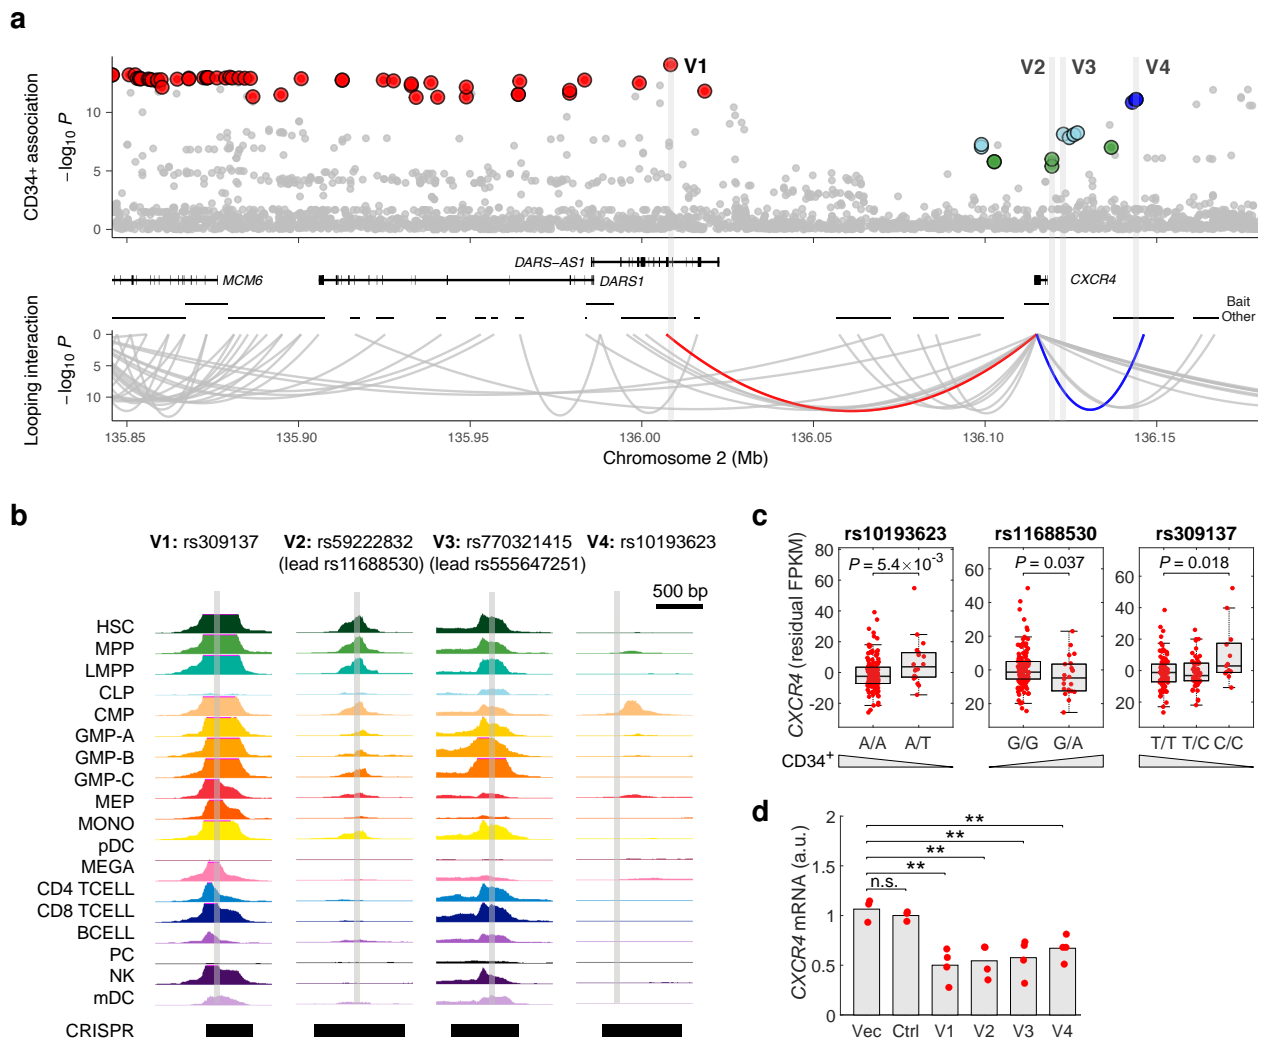 a
CD34+ association
−log10 P
10
5
0
V1
V2
V3
V4
DARS−AS1
MCM6
DARS1
CXCR4
Bait
Other
Looping interaction
−log10 P
0
5
10
135.85
135.90
135.95
136.00
136.05
136.10
136.15
Chromosome 2 (Mb)
b
V1: rs309137
V2: rs59222832
(lead rs11688530)
V3: rs770321415
(lead rs555647251)
V4: rs10193623
500 bp
HSC
MPP
LMPP
CLP
CMP
GMP-A
GMP-B
GMP-C
MEP
MONO
pDC
MEGA
CD4 TCELL
CD8 TCELL
BCELL
PC
NK
mDC
CRISPR
c
CXCR4 (residual FPKM)
rs10193623
P = 5.4×10-3
80
60
40
20
0
-20
A/A A/T
rs11688530
P = 0.037
60
40
20
0
20
G/G G/A
rs309137
P = 0.018
60
40
20
0
20
T/T T/C C/C
CD34+
d
CXCR4 mRNA (a.u.)
2
1.5
1
0.5
0
**
**
**
**
n.s.
Vec Ctrl V1 V2 V3 V4